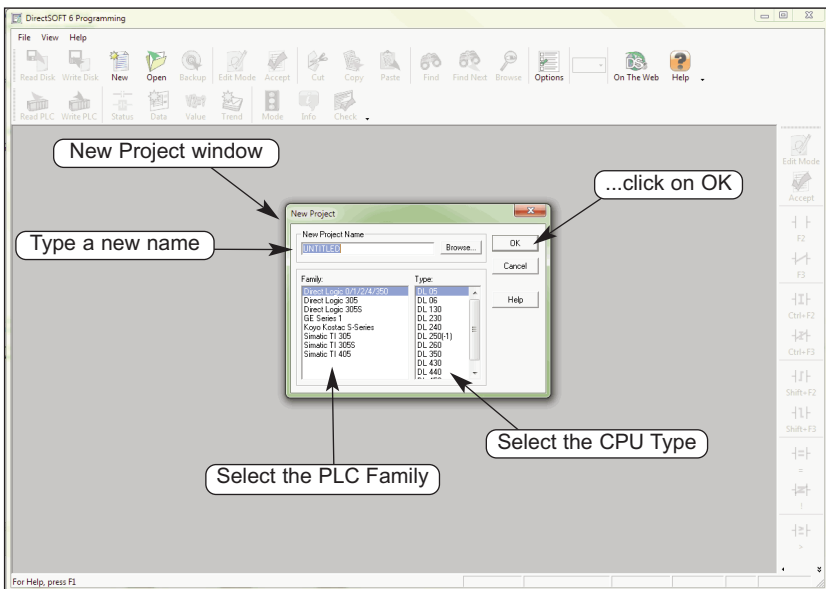 DirectSOFT 6 Programming
File View Help
Read Disk Write Disk New Open Backup Edit Mode Accept Cut Copy Paste Find Find Next Browse Options On The Web Help
Read PLC Write PLC Status Data Value Trend Mode Info Check
New Project window
...click on OK
Type a new name
New Project
New Project Name
UNTITLED
Browse...
OK
Cancel
Help
Family:
Direct Logic 0/1/2/4/350
Direct Logic 305
Direct Logic 305S
GE Series 1
Koyo Kostac S-Series
Simatic TI 305
Simatic TI 305S
Simatic TI 405
Type:
DL 05
DL 06
DL 130
DL 230
DL 240
DL 250(-1)
DL 260
DL 350
DL 430
DL 440
Select the CPU Type
Select the PLC Family
Edit Mode
Accept
F2
F3
Ctrl+F2
Ctrl+F3
Shift+F2
Shift+F3
=
!
>
For Help, press F1